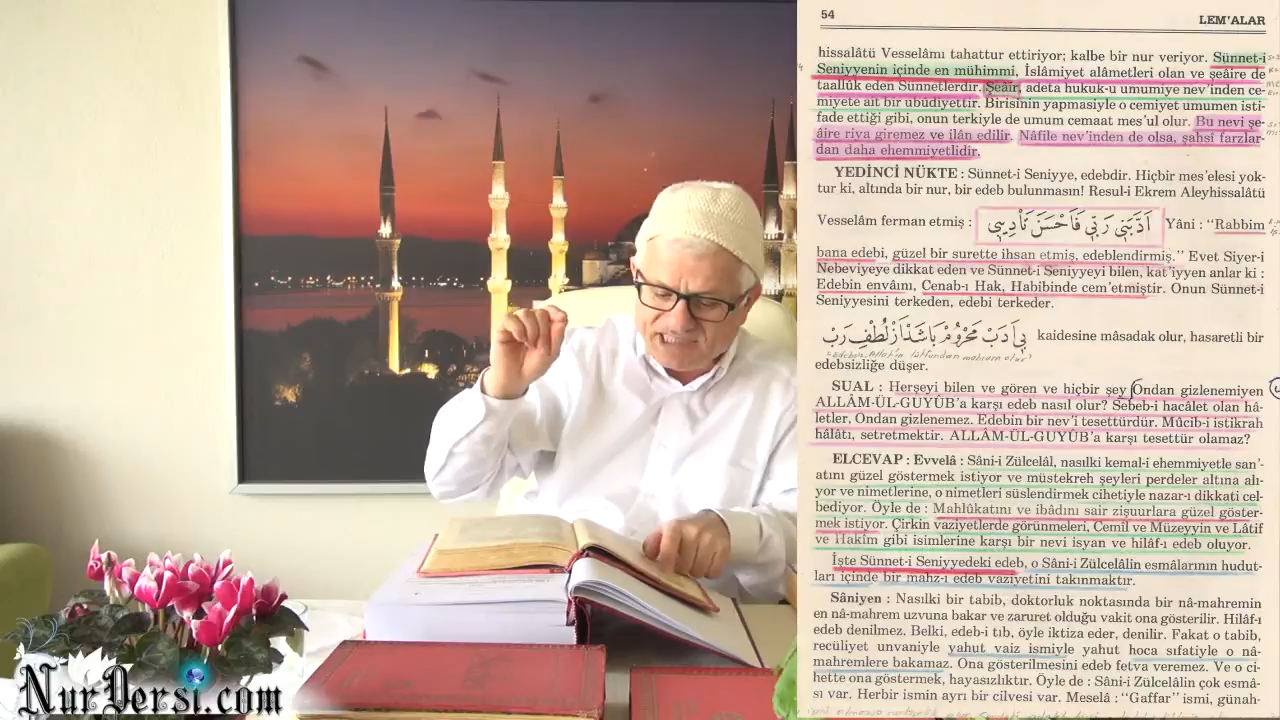 54
LEM'ALAR
hissalâtü Vesselâmı tahattur ettiriyor; kalbe bir nur veriyor. Sünnet-i
Seniyyenin içinde en mühimmi, İslâmiyet alâmetleri olan ve şeâire de
taallûk eden Sünnetlerdir. Şeâir, adeta hukuk-u umumiye nev'inden ce-
miyete ait bir ubûdiyettir. Birisinin yapmasiyle o cemiyet umumen isti-
fade ettiği gibi, onun terkiyle de umum cemaat mes'ul olur. Bu nevi şe-
âire riya giremez ve ilân edilir. Nâfile nev'inden de olsa, şahsi farzlar-
dan daha ehemmiyetlidir.
YEDİNCİ NÜKTE : Sünnet-i Seniyye, edebdir. Hiçbir mes'elesi yok-
tur ki, altında bir nur, bir edeb bulunmasın! Resul-i Ekrem Aleyhissalâtü
Vesselâm ferman etmiş : اَدَّبَنِى رَبِّى فَاَحْسَنَ تَاْدِيبِى Yâni : "Rabbim
bana edebi, güzel bir surette ihsan etmiş, edeblendirmiş." Evet Siyer-i
Nebeviyeye dikkat eden ve Sünnet-i Seniyyeyi bilen, kat'iyyen anlar ki :
Edebin envâını, Cenab-ı Hak, Habibinde cem'etmiştir. Onun Sünnet-i
Seniyyesini terkeden, edebi terkeder.
بِى اَدَبْ مَحْرُومْ بَاشَدْ اَزْ لُطْفِ رَبْ kaidesine mâsadak olur, hasaretli bir
edebsizliğe düşer.
SUAL : Herşeyi bilen ve gören ve hiçbir şey Ondan gizlenemiyen
ALLÂM-ÜL-GUYÛB'a karşı edeb nasıl olur? Sebeb-i hacâlet olan hâ-
letler, Ondan gizlenemez. Edebin bir nev'i tesettürdür. Mûcib-i istikrah
hâlâtı, setretmektir. ALLÂM-ÜL-GUYÛB'a karşı tesettür olamaz?
ELCEVAP : Evvelâ : Sâni-i Zülcelâl, nasılki kemal-i ehemmiyetle san'-
atını güzel göstermek istiyor ve müstekreh şeyleri perdeler altına alı-
yor ve nimetlerine, o nimetleri süslendirmek cihetiyle nazar-ı dikkati cel-
bediyor. Öyle de : Mahlûkatını ve ibâdını sair zişuurlara güzel göster-
mek istiyor. Çirkin vaziyetlerde görünmeleri, Cemîl ve Müzeyyin ve Lâtif
ve Hakîm gibi isimlerine karşı bir nevi isyan ve hilâf-ı edeb oluyor.
İşte Sünnet-i Seniyyedeki edeb, o Sâni-i Zülcelâlin esmâlarının hudut-
ları içinde bir mahz-ı edeb vaziyetini takınmaktır.
Sâniyen : Nasılki bir tabib, doktorluk noktasında bir nâ-mahremin
en nâ-mahrem uzvuna bakar ve zaruret olduğu vakit ona gösterilir. Hilâf-ı
edeb denilmez. Belki, edeb-i tıb, öyle iktiza eder, denilir. Fakat o tabib,
recüliyet unvaniyle yahut vaiz ismiyle yahut hoca sıfatiyle o nâ-
mahremlere bakamaz. Ona gösterilmesini edeb fetva veremez. Ve o ci-
hette ona göstermek, hayasızlıktır. Öyle de : Sâni-i Zülcelâlin çok esmâ-
sı var. Herbir ismin ayrı bir cilvesi var. Meselâ : "Gaffar" ismi, günah-
NurDersi.com